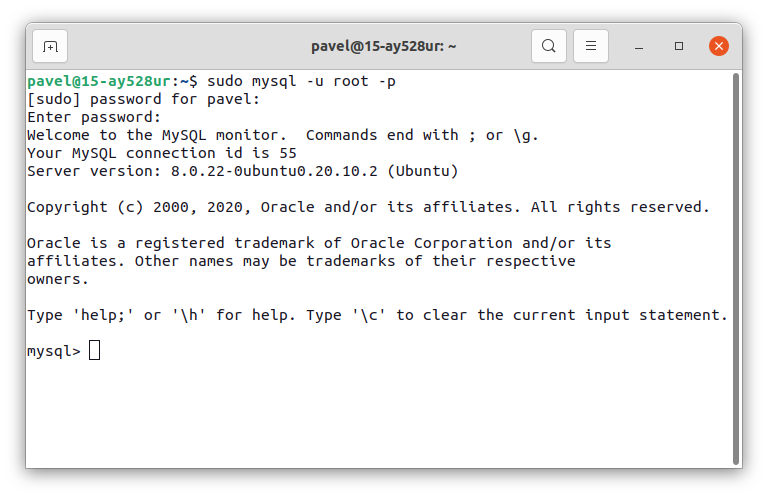 pavel@15-ay528ur: ~
pavel@15-ay528ur:~$ sudo mysql -u root -p
[sudo] password for pavel:
Enter password:
Welcome to the MySQL monitor.  Commands end with ; or \g.
Your MySQL connection id is 55
Server version: 8.0.22-0ubuntu0.20.10.2 (Ubuntu)

Copyright (c) 2000, 2020, Oracle and/or its affiliates. All rights reserved.

Oracle is a registered trademark of Oracle Corporation and/or its
affiliates. Other names may be trademarks of their respective
owners.

Type 'help;' or '\h' for help. Type '\c' to clear the current input statement.

mysql>